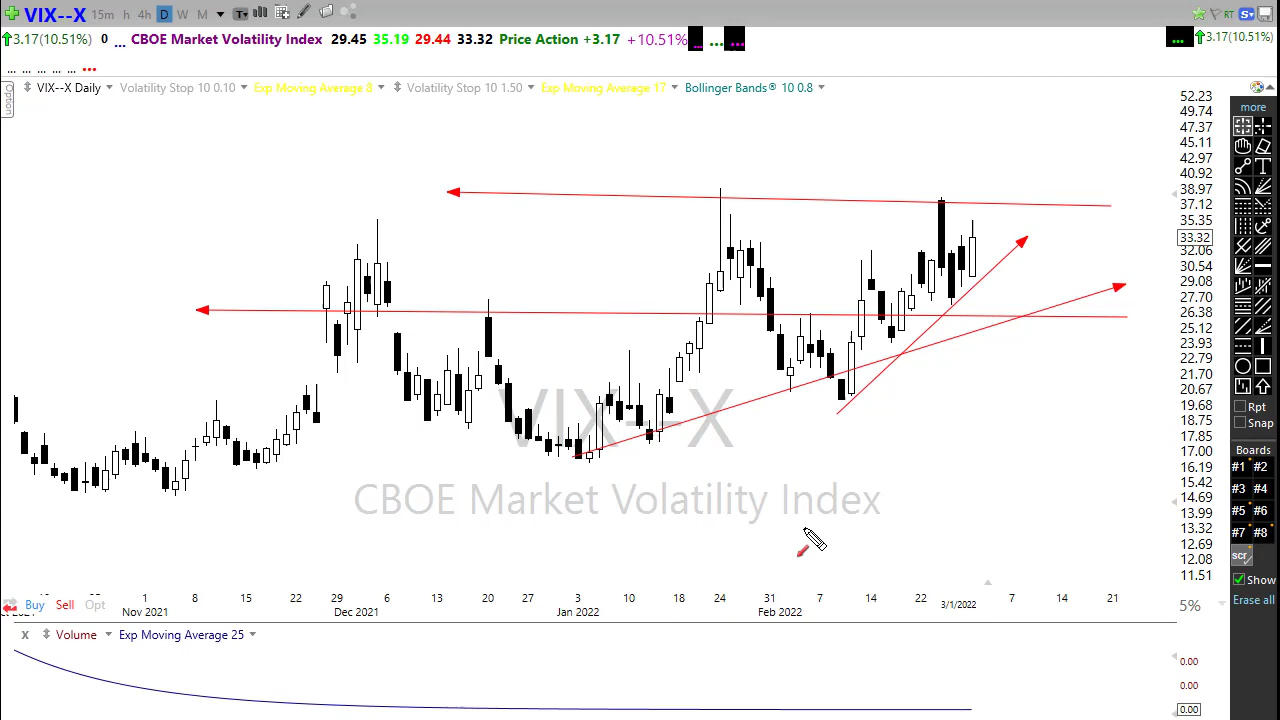 VIX--X 15m h 4h D W M T RT S
3.17(10.51%) 0 ... CBOE Market Volatility Index 29.45 35.19 29.44 33.32 Price Action +3.17 +10.51% ... ... ... ... 3.17(10.51%)
... ... ... ... ... ...
Option
VIX--X Daily Volatility Stop 10 0.10 Exp Moving Average 8 Volatility Stop 10 1.50 Exp Moving Average 17 Bollinger Bands® 10 0.8
52.23
49.74
47.37
45.11
42.97
40.92
38.97
37.12
35.35
33.32
32.06
30.54
29.08
27.70
26.38
25.12
23.93
22.79
21.70
20.67
19.68
18.75
17.85
17.00
16.19
15.42
14.69
13.99
13.32
12.69
12.08
11.51
more
T
Rpt
Snap
Boards
#1 #2
#3 #4
#5 #6
#7 #8
scr
Show
Erase all
VIX--X
CBOE Market Volatility Index
1 8 15 22 29 6 13 20 27 3 10 18 24 31 7 14 22 7 14 21
Nov 2021 Dec 2021 Jan 2022 Feb 2022 3/1/2022
Buy Sell Opt 5%
x Volume Exp Moving Average 25
0.00
0.00
0.00